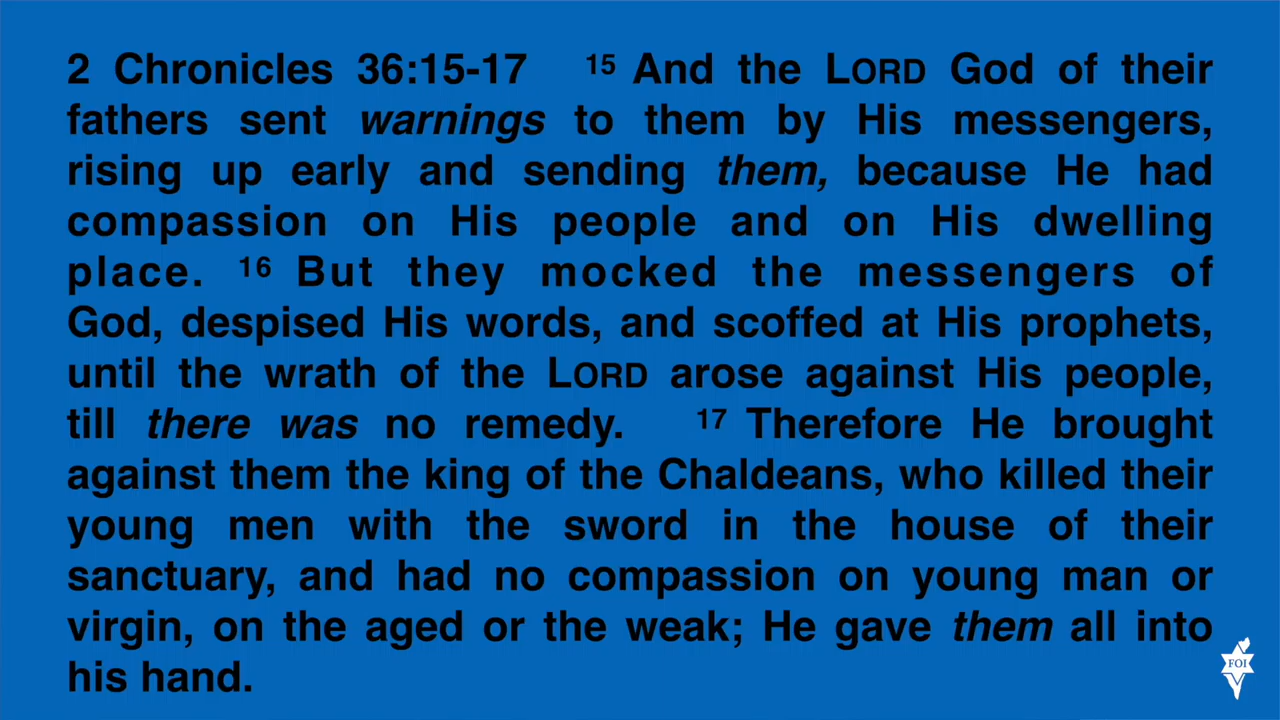 2 Chronicles 36:15-17 15 And the LORD God of their
fathers sent warnings to them by His messengers,
rising up early and sending them, because He had
compassion on His people and on His dwelling
place. 16 But they mocked the messengers of
God, despised His words, and scoffed at His prophets,
until the wrath of the LORD arose against His people,
till there was no remedy. 17 Therefore He brought
against them the king of the Chaldeans, who killed their
young men with the sword in the house of their
sanctuary, and had no compassion on young man or
virgin, on the aged or the weak; He gave them all into
his hand.
FOI